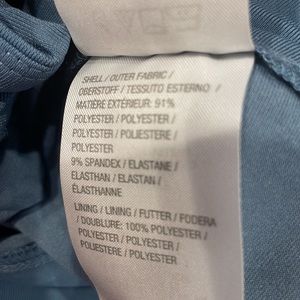 SHELL / OUTER FABRIC /
OBERSTOFF / TESSUTO ESTERNO /
MATIÈRE EXTÉRIEUR: 91%
POLYESTER / POLYESTER /
POLYESTER / POLIESTERE /
POLYESTER
9% SPANDEX / ELASTANE /
ELASTHAN / ELASTAN /
ÉLASTHANNE
LINING / LINING / FUTTER / FODERA
/ DOUBLURE: 100% POLYESTER /
POLYESTER / POLYESTER /
POLIESTERE / POLYESTER